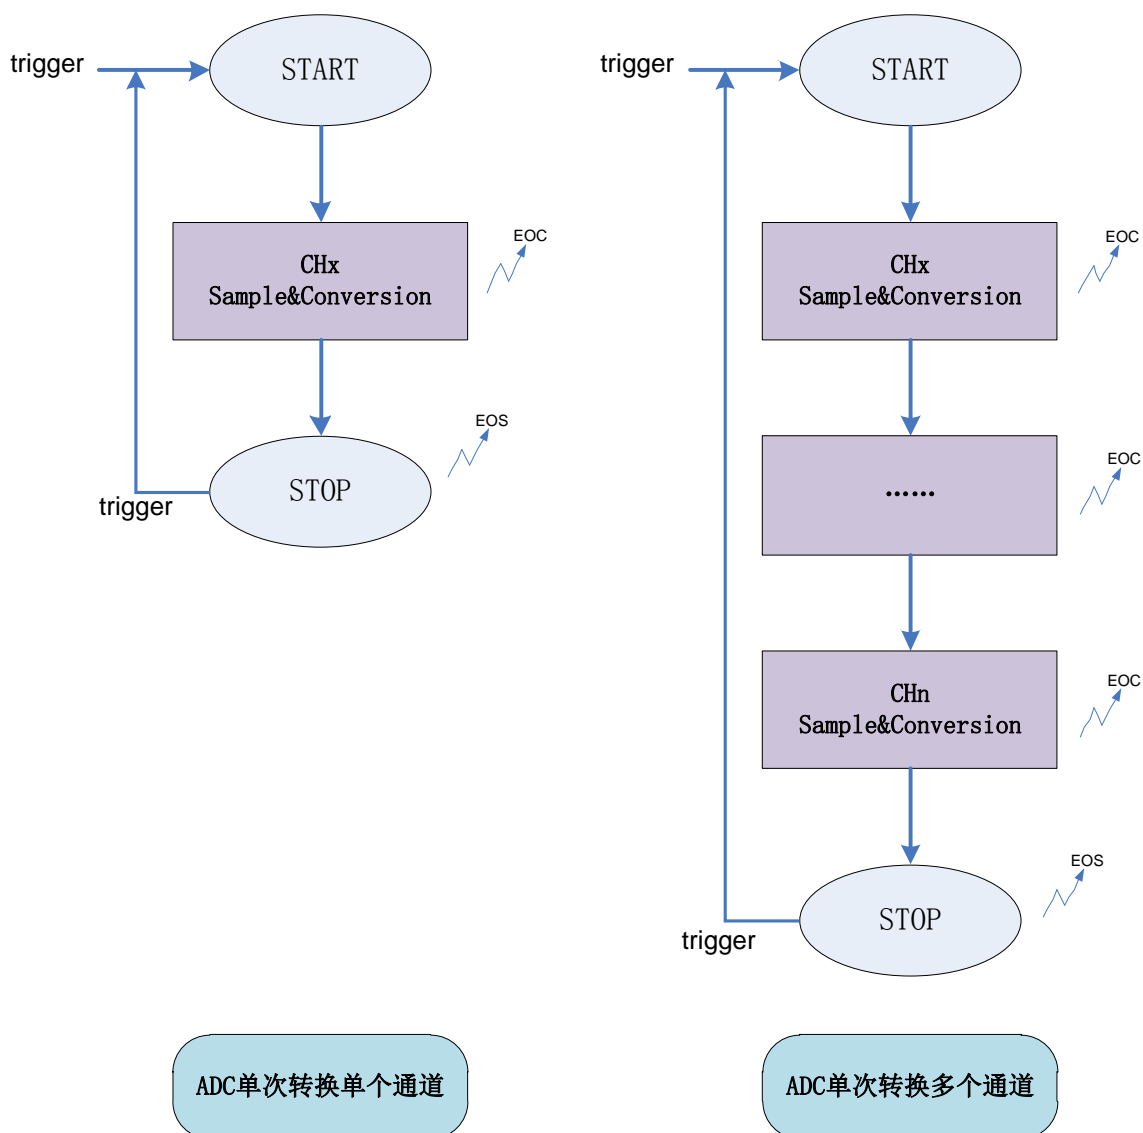 trigger
START
CHx
Sample&Conversion
EOC
STOP
EOS
trigger
ADC单次转换单个通道
trigger
START
CHx
Sample&Conversion
EOC
……
EOC
CHn
Sample&Conversion
EOC
STOP
EOS
trigger
ADC单次转换多个通道